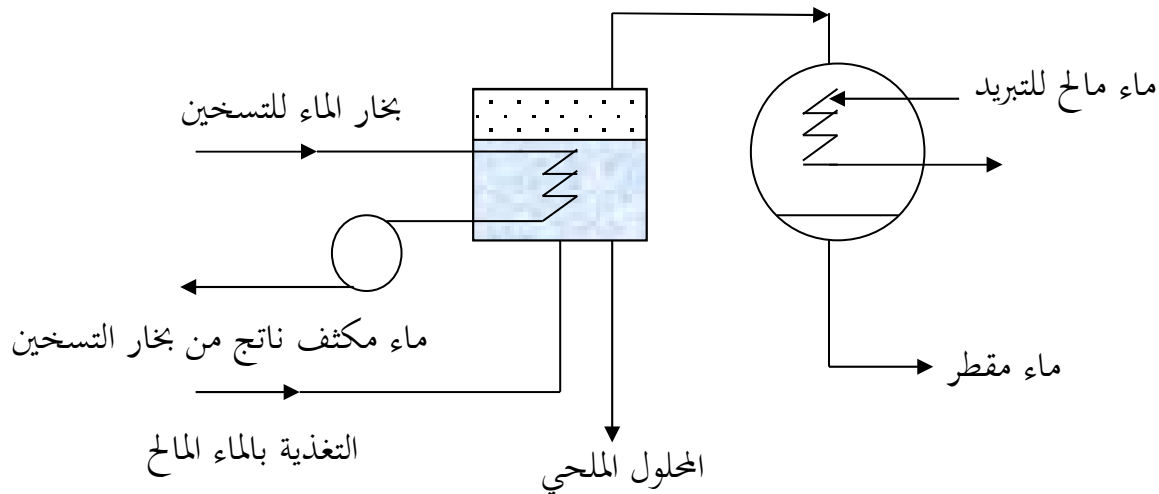 ماء مالح للتبريد
بخار الماء للتسخين
ماء مكثف ناتج من بخار التسخين
ماء مقطر
التغذية بالماء المالح
المحلول الملحي